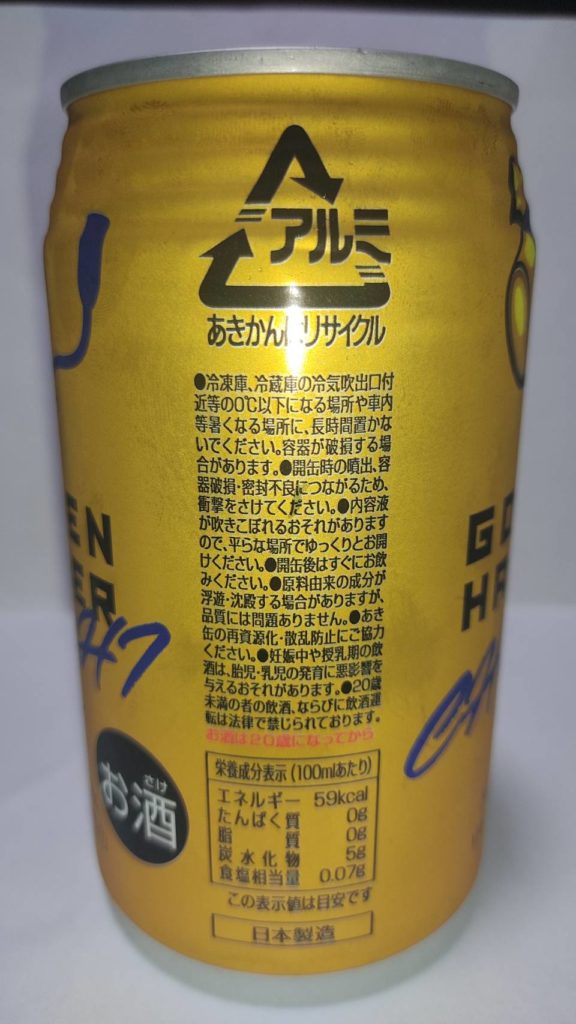 アルミ
あきかんはリサイクル
●冷凍庫、冷蔵庫の冷気吹出口付
近等の0℃以下になる場所や車内
等暑くなる場所に、長時間置かな
いでください。容器が破損する場
合があります。●開缶時の噴出、容
器破損・密封不良につながるため、
衝撃をさけてください。●内容液
が吹きこぼれるおそれがあります
ので、平らな場所でゆっくりとお開
けください。●開缶後はすぐにお飲
みください。●原料由来の成分が
浮遊・沈殿する場合がありますが、
品質には問題ありません。●あき
缶の再資源化・散乱防止にご協力
ください。●妊娠中や授乳期の飲
酒は、胎児・乳児の発育に悪影響を
与えるおそれがあります。●20歳
未満の者の飲酒、ならびに飲酒運
転は法律で禁じられております。
お酒は20歳になってから
栄養成分表示(100mlあたり)
エネルギー 59kcal
たんぱく質 0g
脂質 0g
炭水化物 5g
食塩相当量 0.07g
この表示値は目安です
日本製造
EN
ER
HI
さけ
お酒
GO
HA